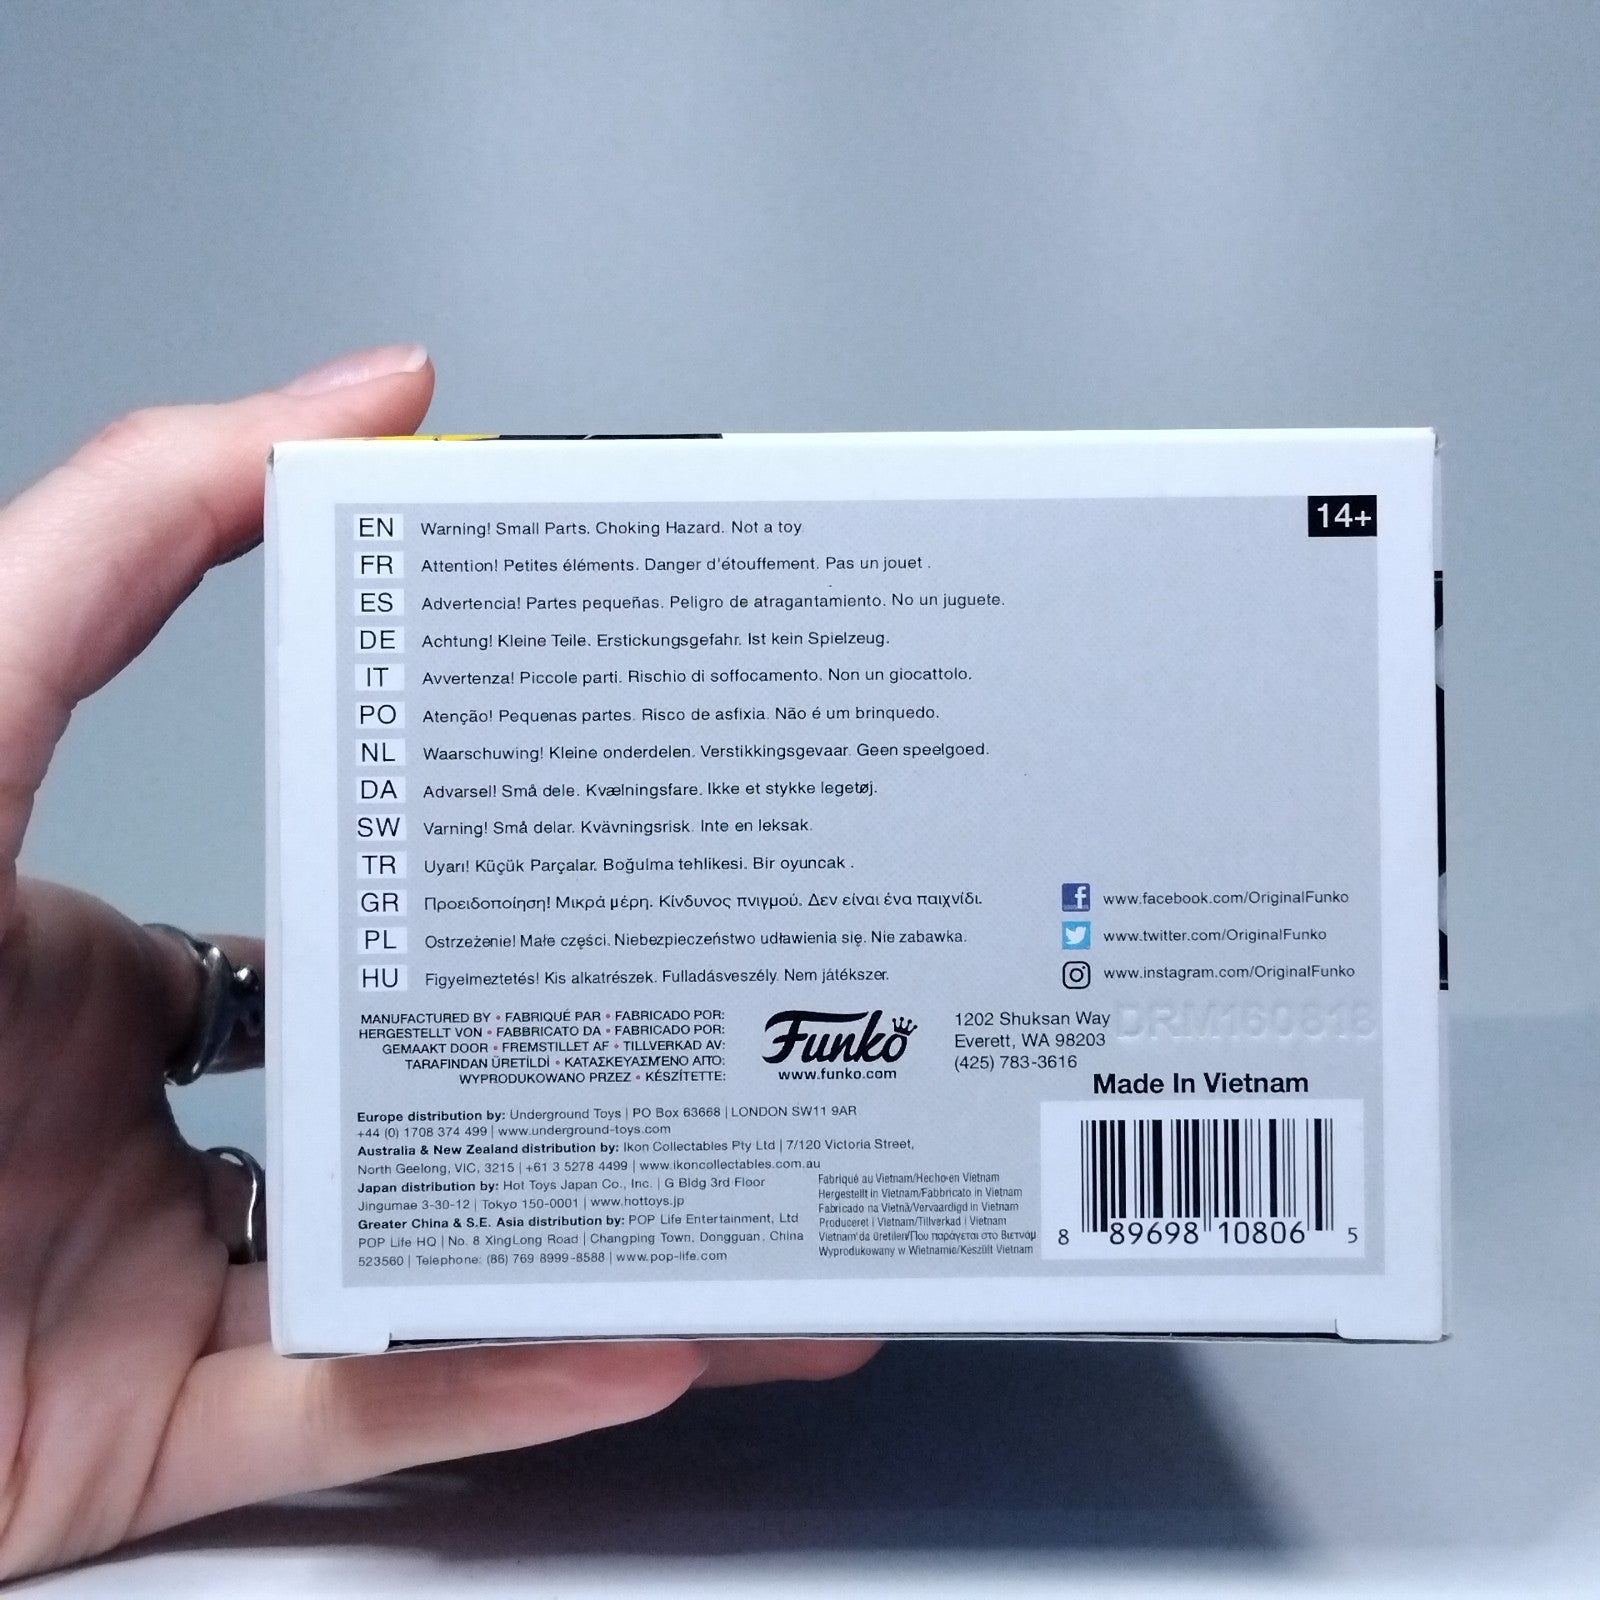 14+
EN Warning! Small Parts. Choking Hazard. Not a toy
FR Attention! Petites éléments. Danger d'étouffement. Pas un jouet .
ES Advertencia! Partes pequeñas. Peligro de atragantamiento. No un juguete.
DE Achtung! Kleine Teile. Erstickungsgefahr. Ist kein Spielzeug.
IT Avvertenza! Piccole parti. Rischio di soffocamento. Non un giocattolo.
PO Atenção! Pequenas partes. Risco de asfixia. Não é um brinquedo.
NL Waarschuwing! Kleine onderdelen. Verstikkingsgevaar. Geen speelgoed.
DA Advarsel! Små dele. Kvælningsfare. Ikke et stykke legetøj.
SW Varning! Små delar. Kvävningsrisk. Inte en leksak.
TR Uyarı! Küçük Parçalar. Boğulma tehlikesi. Bir oyuncak .
GR Προειδοποίηση! Μικρά μέρη. Κίνδυνος πνιγμού. Δεν είναι ένα παιχνίδι.
PL Ostrzeżenie! Małe części. Niebezpieczeństwo udławienia się. Nie zabawka.
HU Figyelmeztetés! Kis alkatrészek. Fulladásveszély. Nem játékszer.
www.facebook.com/OriginalFunko
www.twitter.com/OriginalFunko
www.instagram.com/OriginalFunko
MANUFACTURED BY • FABRIQUÉ PAR • FABRICADO POR:
HERGESTELLT VON • FABBRICATO DA • FABRICADO POR:
GEMAAKT DOOR • FREMSTILLET AF • TILLVERKAD AV:
TARAFINDAN ÜRETİLDİ • ΚΑΤΑΣΚΕΥΑΣΜΈΝΟ ΑΠΌ:
WYPRODUKOWANO PRZEZ • KÉSZÍTETTE:
Funko
www.funko.com
1202 Shuksan Way
Everett, WA 98203
(425) 783-3616
Made In Vietnam
Europe distribution by: Underground Toys | PO Box 63668 | LONDON SW11 9AR
+44 (0) 1708 374 499 | www.underground-toys.com
Australia & New Zealand distribution by: Ikon Collectables Pty Ltd | 7/120 Victoria Street,
North Geelong, VIC, 3215 | +61 3 5278 4499 | www.ikoncollectables.com.au
Japan distribution by: Hot Toys Japan Co., Inc. | G Bldg 3rd Floor
Jingumae 3-30-12 | Tokyo 150-0001 | www.hottoys.jp
Greater China & S.E. Asia distribution by: POP Life Entertainment, Ltd
POP Life HQ | No. 8 XingLong Road | Changping Town, Dongguan, China
523560 | Telephone: (86) 769 8999-8588 | www.pop-life.com
Fabriqué au Vietnam/Hecho en Vietnam
Hergestellt in Vietnam/Fabbricato in Vietnam
Fabricado na Vietnã/Vervaardigd in Vietnam
Produceret i Vietnam/Tillverkad i Vietnam
Vietnam'da üretilen/Που παράγεται στο Βιετνάμ
Wyprodukowany w Wietnamie/Készült Vietnam
8 89698 10806 5